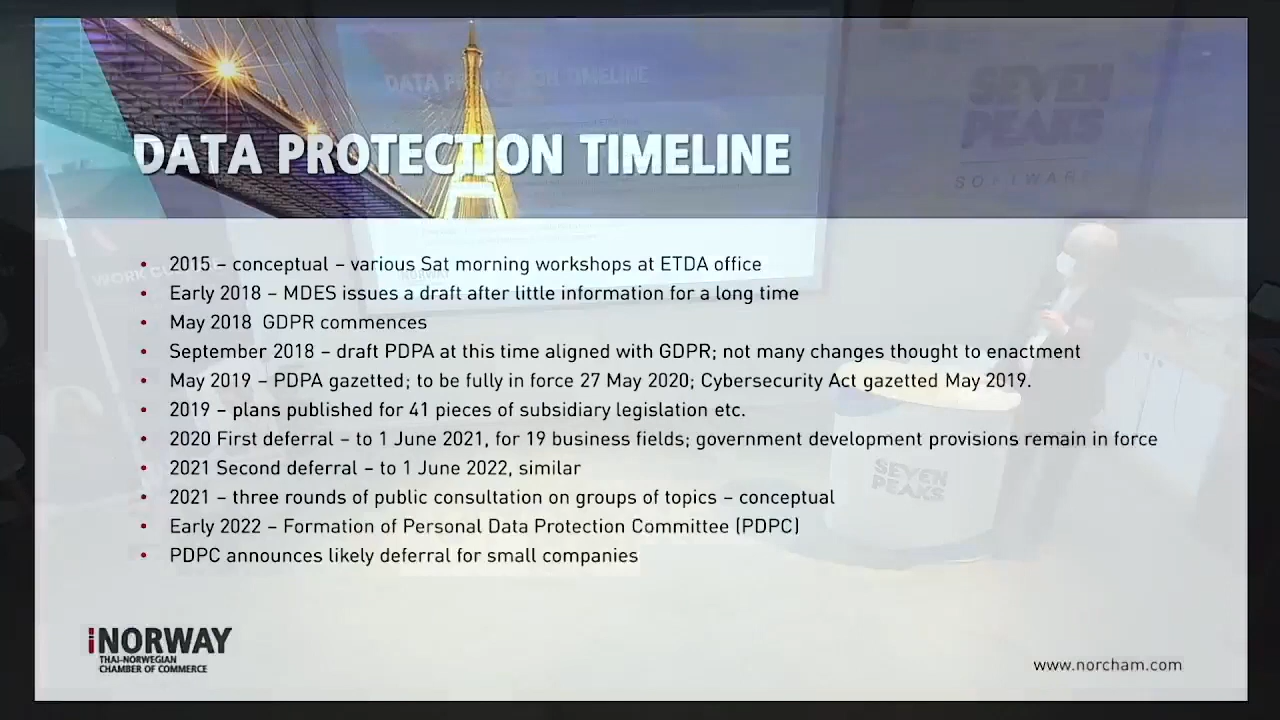 DATA PROTECTION TIMELINE
DATA PROTECTION TIMELINE
SEVEN
PEAKS
SOFTWARE
• 2015 – conceptual – various Sat morning workshops at ETDA office
• Early 2018 – MDES issues a draft after little information for a long time
• May 2018 GDPR commences
• September 2018 – draft PDPA at this time aligned with GDPR; not many changes thought to enactment
• May 2019 – PDPA gazetted; to be fully in force 27 May 2020; Cybersecurity Act gazetted May 2019.
• 2019 – plans published for 41 pieces of subsidiary legislation etc.
• 2020 First deferral – to 1 June 2021, for 19 business fields; government development provisions remain in force
• 2021 Second deferral – to 1 June 2022, similar
• 2021 – three rounds of public consultation on groups of topics – conceptual
• Early 2022 – Formation of Personal Data Protection Committee (PDPC)
• PDPC announces likely deferral for small companies
SEVEN
PEAKS
iNORWAY
THAI-NORWEGIAN
CHAMBER OF COMMERCE
www.norcham.com